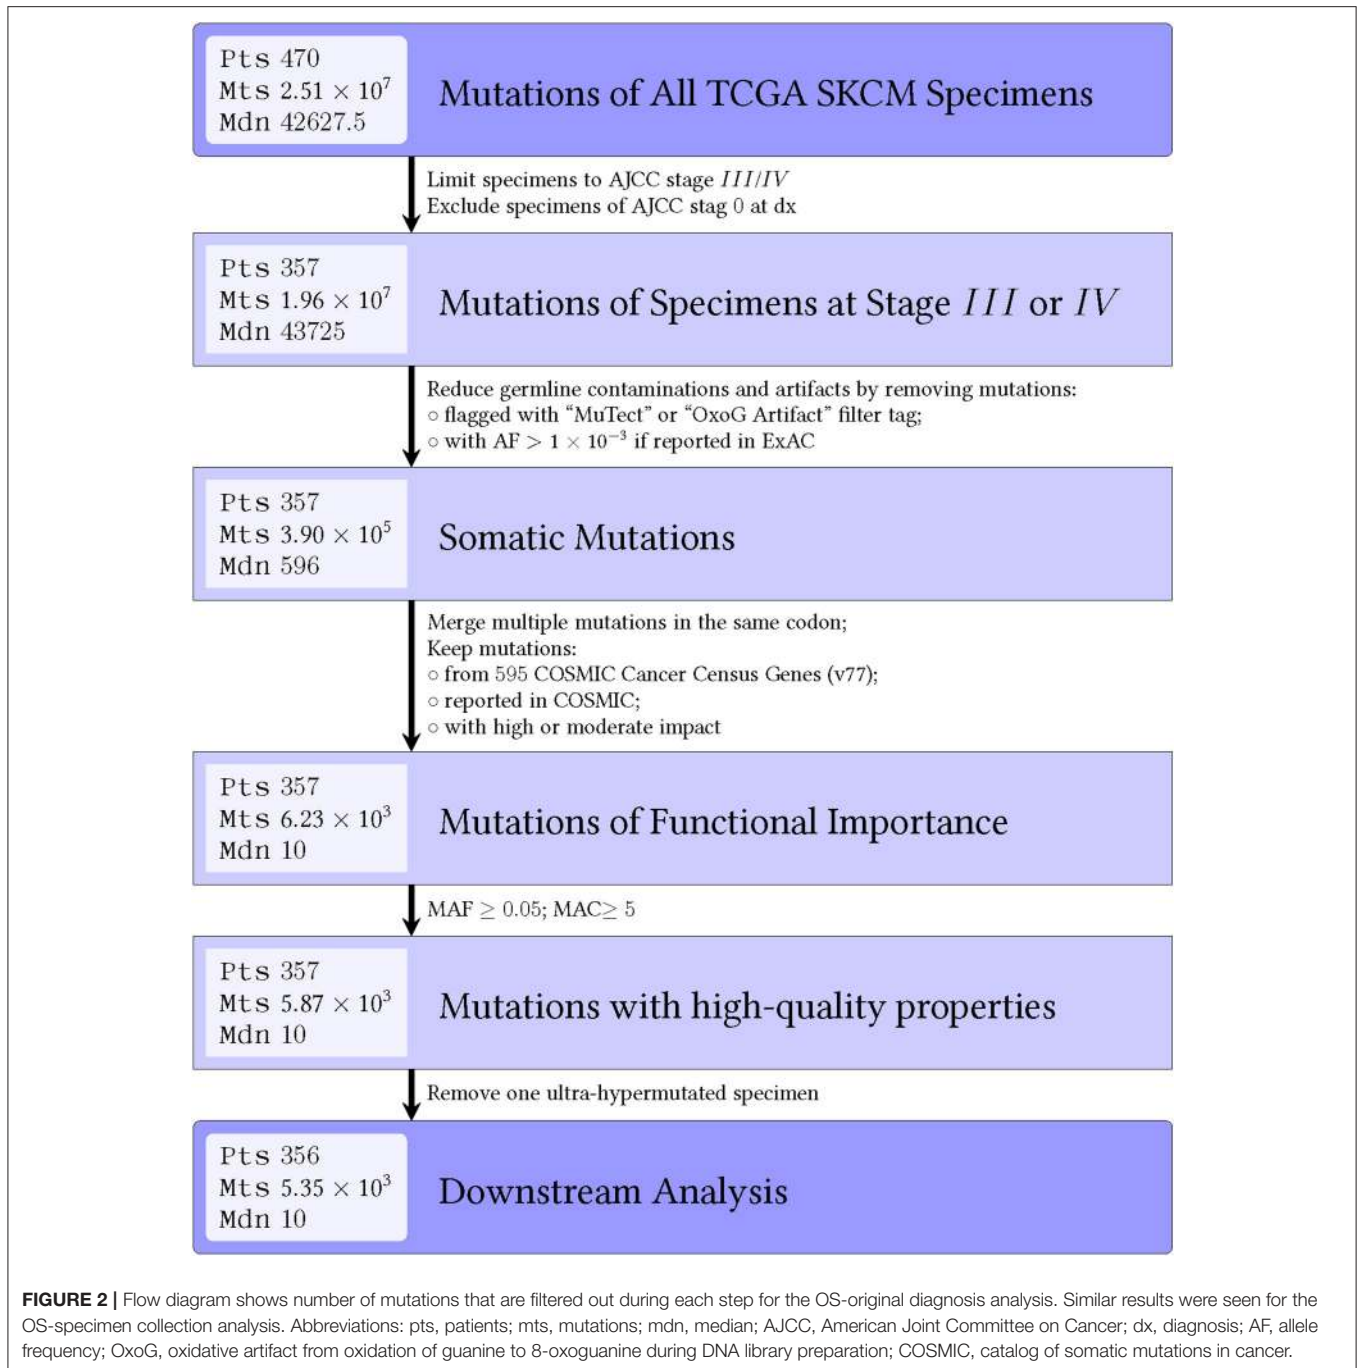 Pts 470
Mts 2.51 × 10⁷
Mdn 42627.5
Mutations of All TCGA SKCM Specimens
Limit specimens to AJCC stage III/IV
Exclude specimens of AJCC stag 0 at dx
Pts 357
Mts 1.96 × 10⁷
Mdn 43725
Mutations of Specimens at Stage III or IV
Reduce germline contaminations and artifacts by removing mutations:
○ flagged with “MuTect” or “OxoG Artifact” filter tag;
○ with AF > 1 × 10⁻³ if reported in ExAC
Pts 357
Mts 3.90 × 10⁵
Mdn 596
Somatic Mutations
Merge multiple mutations in the same codon;
Keep mutations:
○ from 595 COSMIC Cancer Census Genes (v77);
○ reported in COSMIC;
○ with high or moderate impact
Pts 357
Mts 6.23 × 10³
Mdn 10
Mutations of Functional Importance
MAF ≥ 0.05; MAC≥ 5
Pts 357
Mts 5.87 × 10³
Mdn 10
Mutations with high-quality properties
Remove one ultra-hypermutated specimen
Pts 356
Mts 5.35 × 10³
Mdn 10
Downstream Analysis
FIGURE 2 | Flow diagram shows number of mutations that are filtered out during each step for the OS-original diagnosis analysis. Similar results were seen for the
OS-specimen collection analysis. Abbreviations: pts, patients; mts, mutations; mdn, median; AJCC, American Joint Committee on Cancer; dx, diagnosis; AF, allele
frequency; OxoG, oxidative artifact from oxidation of guanine to 8-oxoguanine during DNA library preparation; COSMIC, catalog of somatic mutations in cancer.